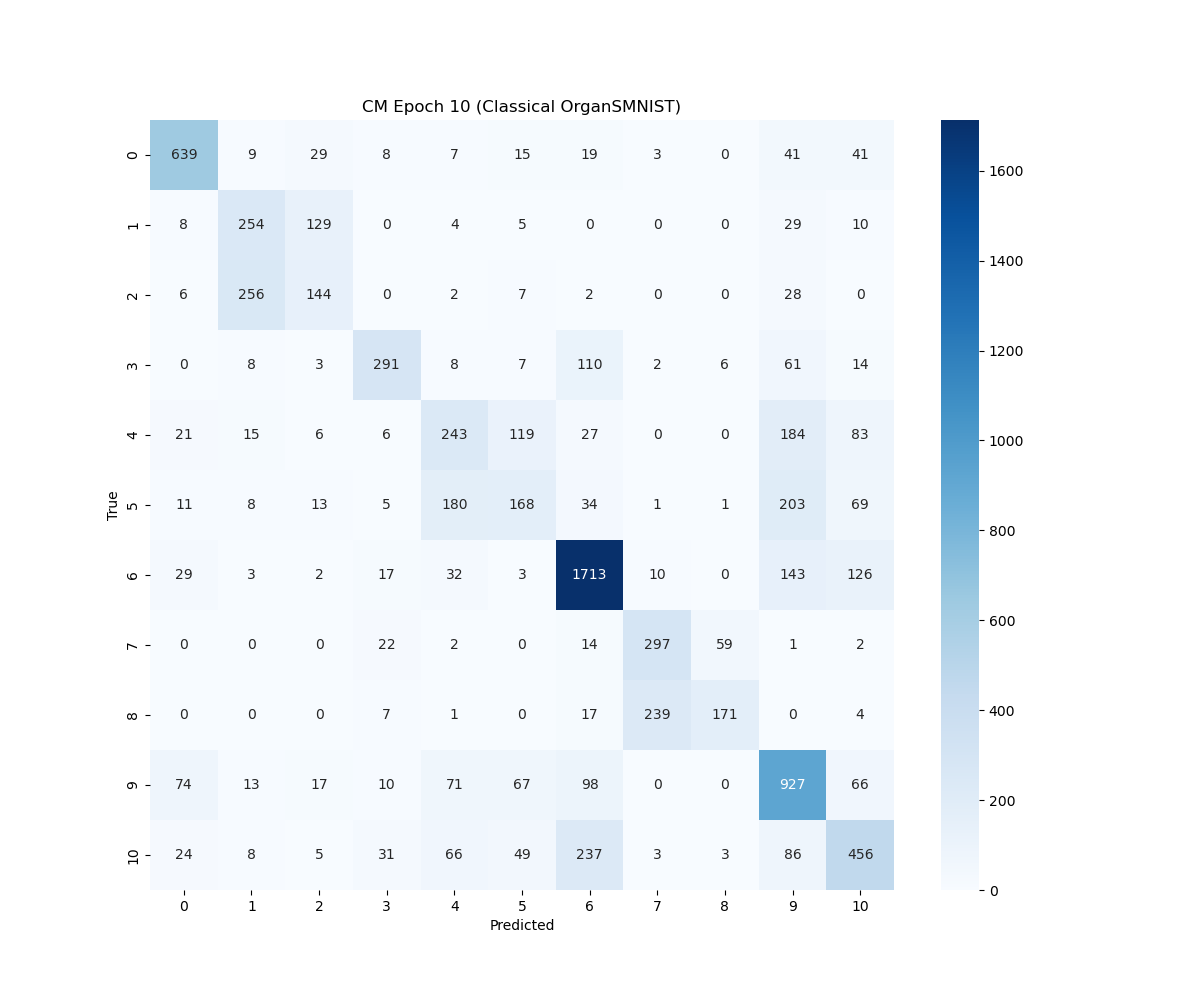 CM Epoch 10 (Classical OrganSMNIST)
0 639 9 29 8 7 15 19 3 0 41 41
1 8 254 129 0 4 5 0 0 0 29 10
2 6 256 144 0 2 7 2 0 0 28 0
3 0 8 3 291 8 7 110 2 6 61 14
4 21 15 6 6 243 119 27 0 0 184 83
5 11 8 13 5 180 168 34 1 1 203 69
6 29 3 2 17 32 3 1713 10 0 143 126
7 0 0 0 22 2 0 14 297 59 1 2
8 0 0 0 7 1 0 17 239 171 0 4
9 74 13 17 10 71 67 98 0 0 927 66
10 24 8 5 31 66 49 237 3 3 86 456
0 1 2 3 4 5 6 7 8 9 10
Predicted
True
1600
1400
1200
1000
800
600
400
200
0